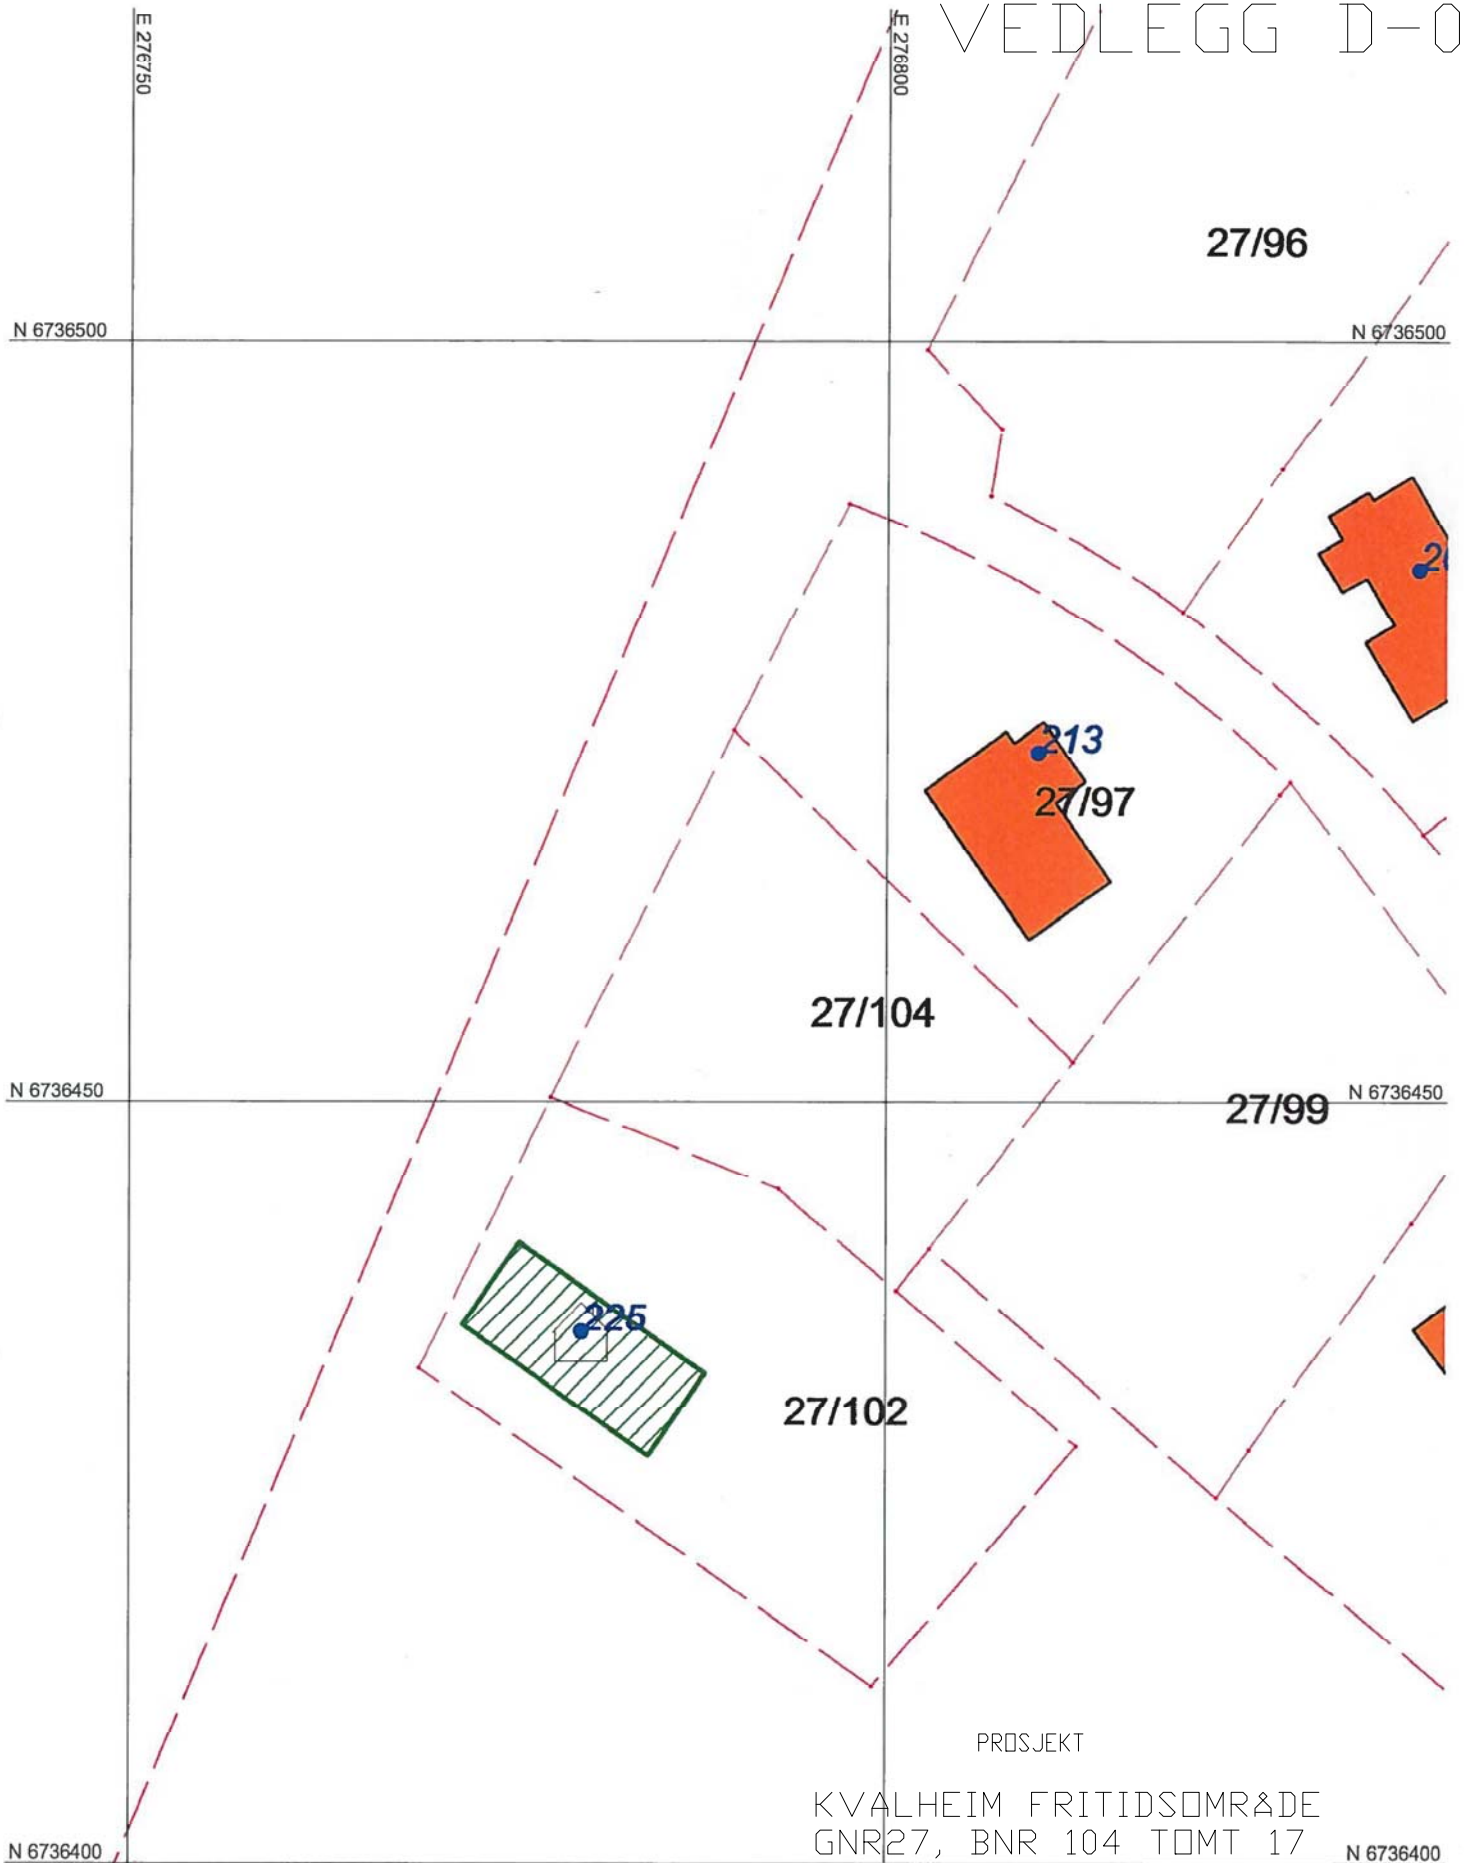 VEDLEGG D-0
E 276750
E 276800
27/96
N 6736500
N 6736500
213
27/97
27/104
N 6736450
N 6736450
27/99
225
27/102
PROSJEKT
KVALHEIM FRITIDSOMRÅDE
GNR27, BNR 104 TOMT 17
N 6736400
N 6736400